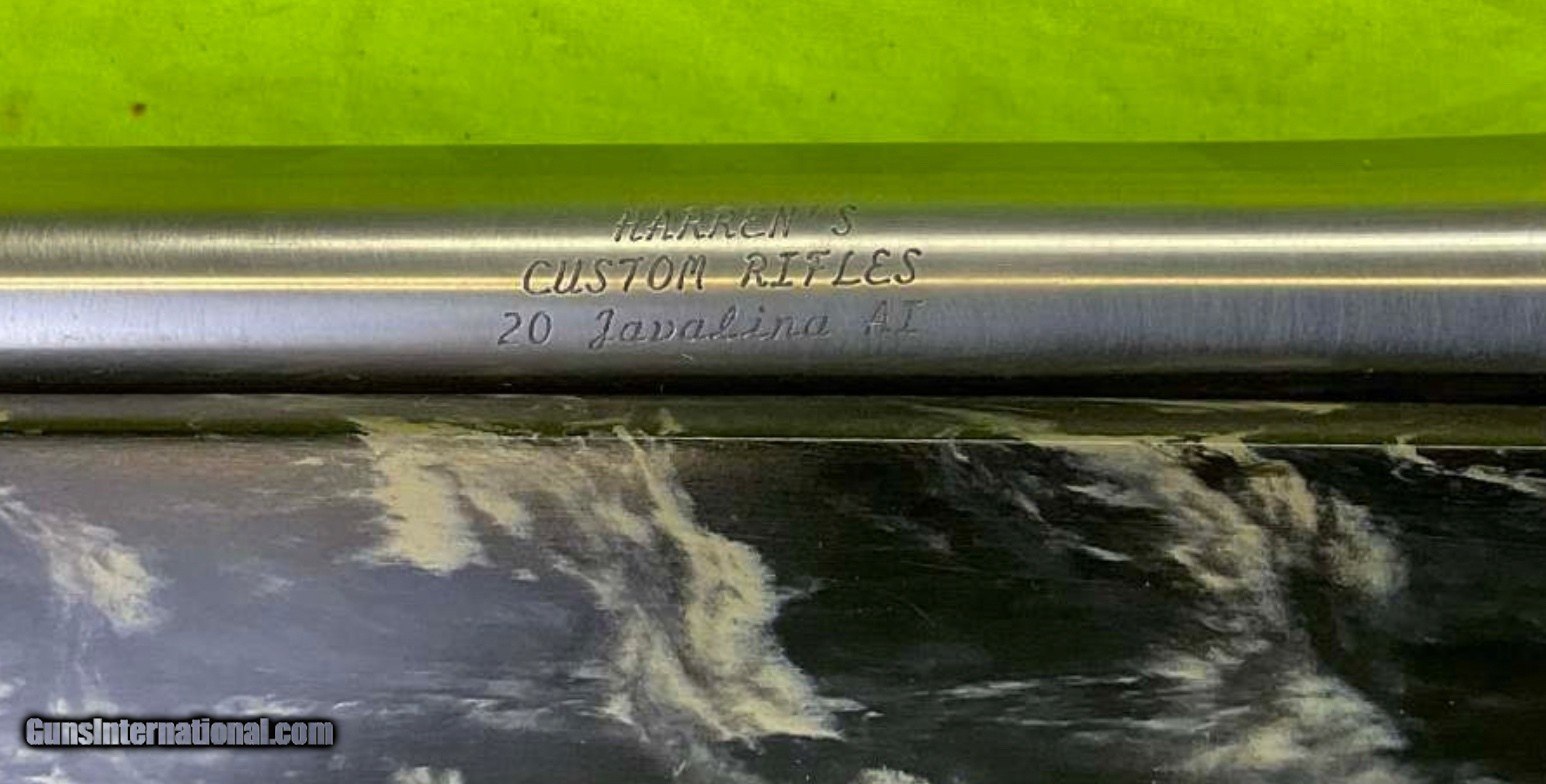 HARREN'S
CUSTOM RIFLES
20 Javalina AI
GunsInternational.com